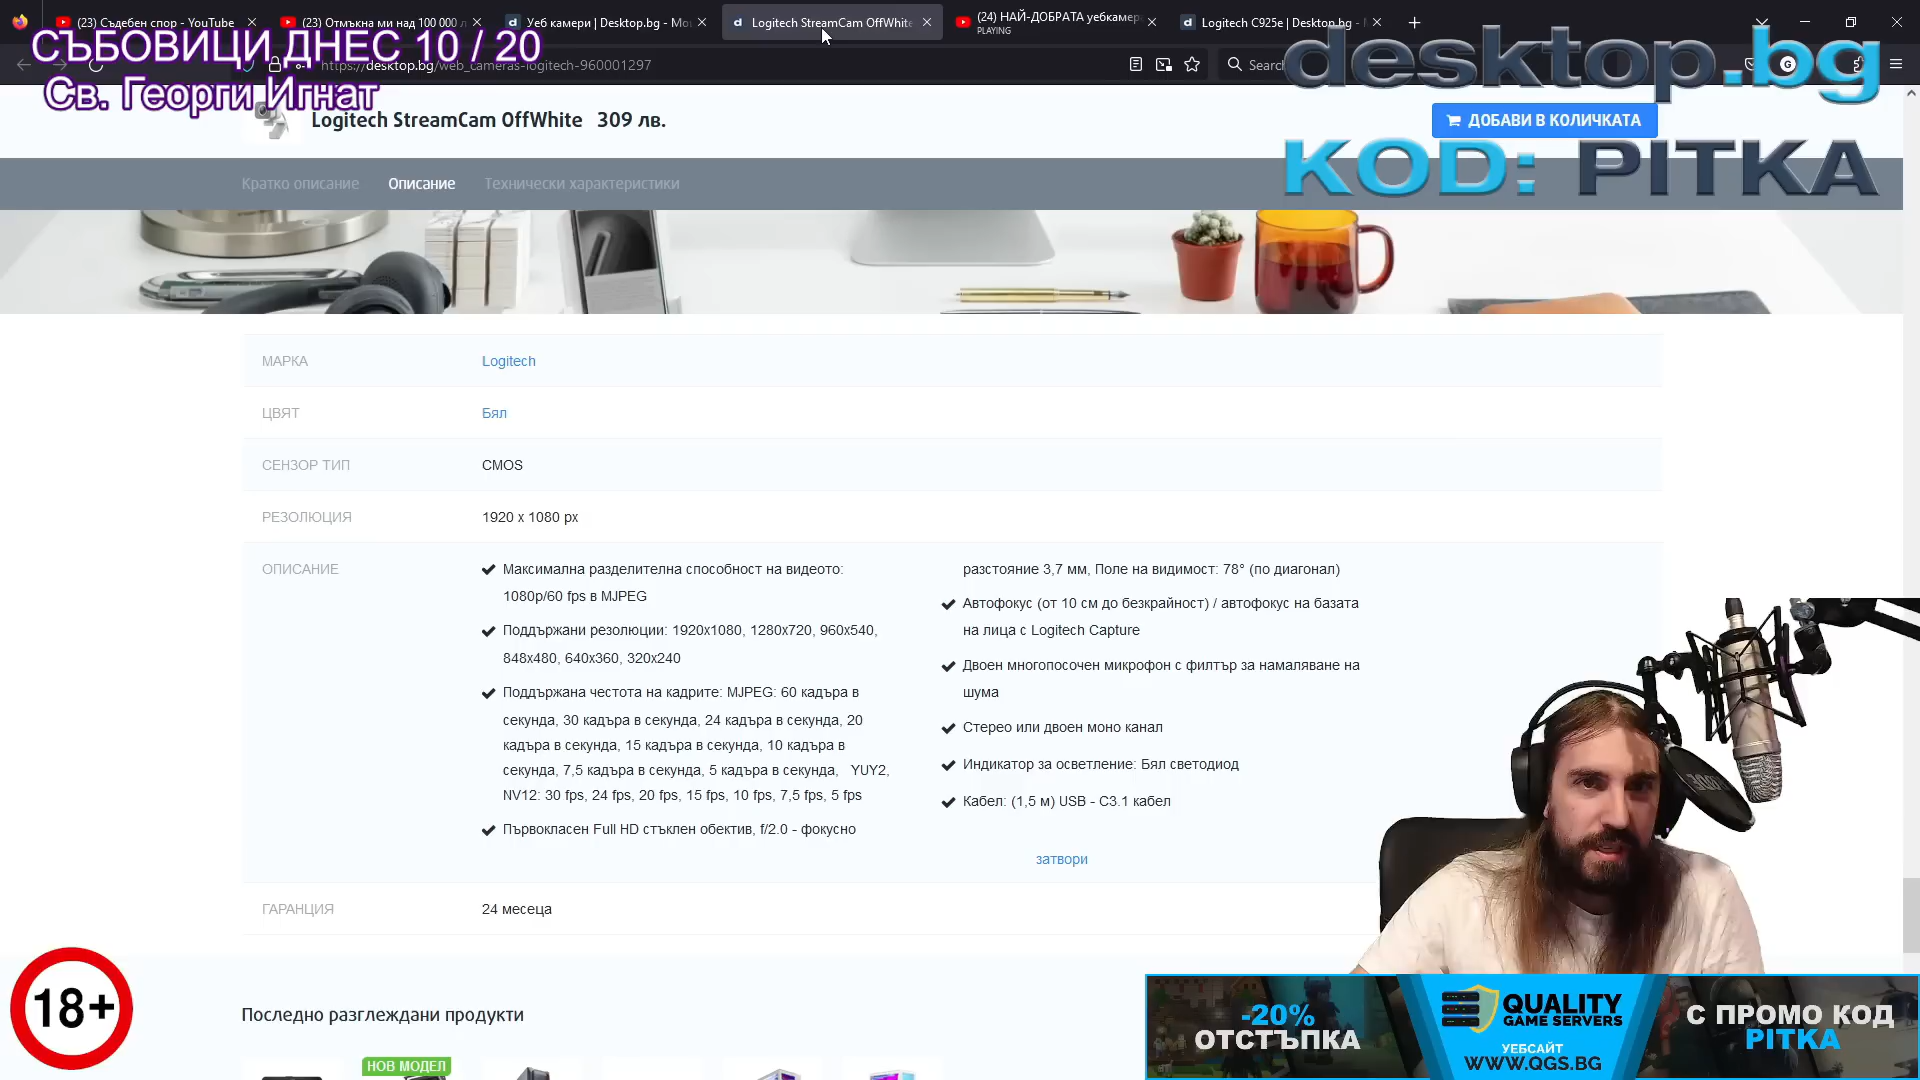 (23) Съдебен спор - YouTube
(23) Отмъкна ми над 100 000 л
Уеб камери | Desktop.bg - Мо
Logitech StreamCam OffWhite
(24) НАЙ-ДОБРАТА уебкамер
PLAYING
Logitech C925e | Desktop.bg -
СЪБОВИЦИ ДНЕС 10 / 20
Св. Георги Игнат
https://desktop.bg/web_cameras-logitech-960001297
Search
desktop.bg
KOD: PITKA
Logitech StreamCam OffWhite 309 лв.
ДОБАВИ В КОЛИЧКАТА
Кратко описание
Описание
Технически характеристики
МАРКА
Logitech
ЦВЯТ
Бял
СЕНЗОР ТИП
CMOS
РЕЗОЛЮЦИЯ
1920 x 1080 px
ОПИСАНИЕ
Максимална разделителна способност на видеото:
1080p/60 fps в MJPEG
Поддържани резолюции: 1920x1080, 1280x720, 960x540,
848x480, 640x360, 320x240
Поддържана честота на кадрите: MJPEG: 60 кадъра в
секунда, 30 кадъра в секунда, 24 кадъра в секунда, 20
кадъра в секунда, 15 кадъра в секунда, 10 кадъра в
секунда, 7,5 кадъра в секунда, 5 кадъра в секунда, YUY2,
NV12: 30 fps, 24 fps, 20 fps, 15 fps, 10 fps, 7,5 fps, 5 fps
Първокласен Full HD стъклен обектив, f/2.0 - фокусно
разстояние 3,7 мм, Поле на видимост: 78° (по диагонал)
Автофокус (от 10 см до безкрайност) / автофокус на базата
на лица с Logitech Capture
Двоен многопосочен микрофон с филтър за намаляване на
шума
Стерео или двоен моно канал
Индикатор за осветление: Бял светодиод
Кабел: (1,5 м) USB - C3.1 кабел
затвори
ГАРАНЦИЯ
24 месеца
18+
Последно разглеждани продукти
НОВ МОДЕЛ
-20%
ОТСТЪПКА
QUALITY
GAME SERVERS
УЕБСАЙТ
WWW.QGS.BG
С ПРОМО КОД
PITKA